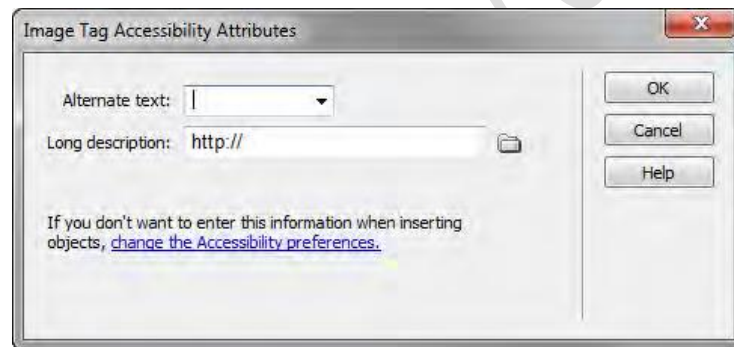 Image Tag Accessibility Attributes
Alternate text:
OK
Long description: http://
Cancel
Help
If you don't want to enter this information when inserting
objects, change the Accessibility preferences.